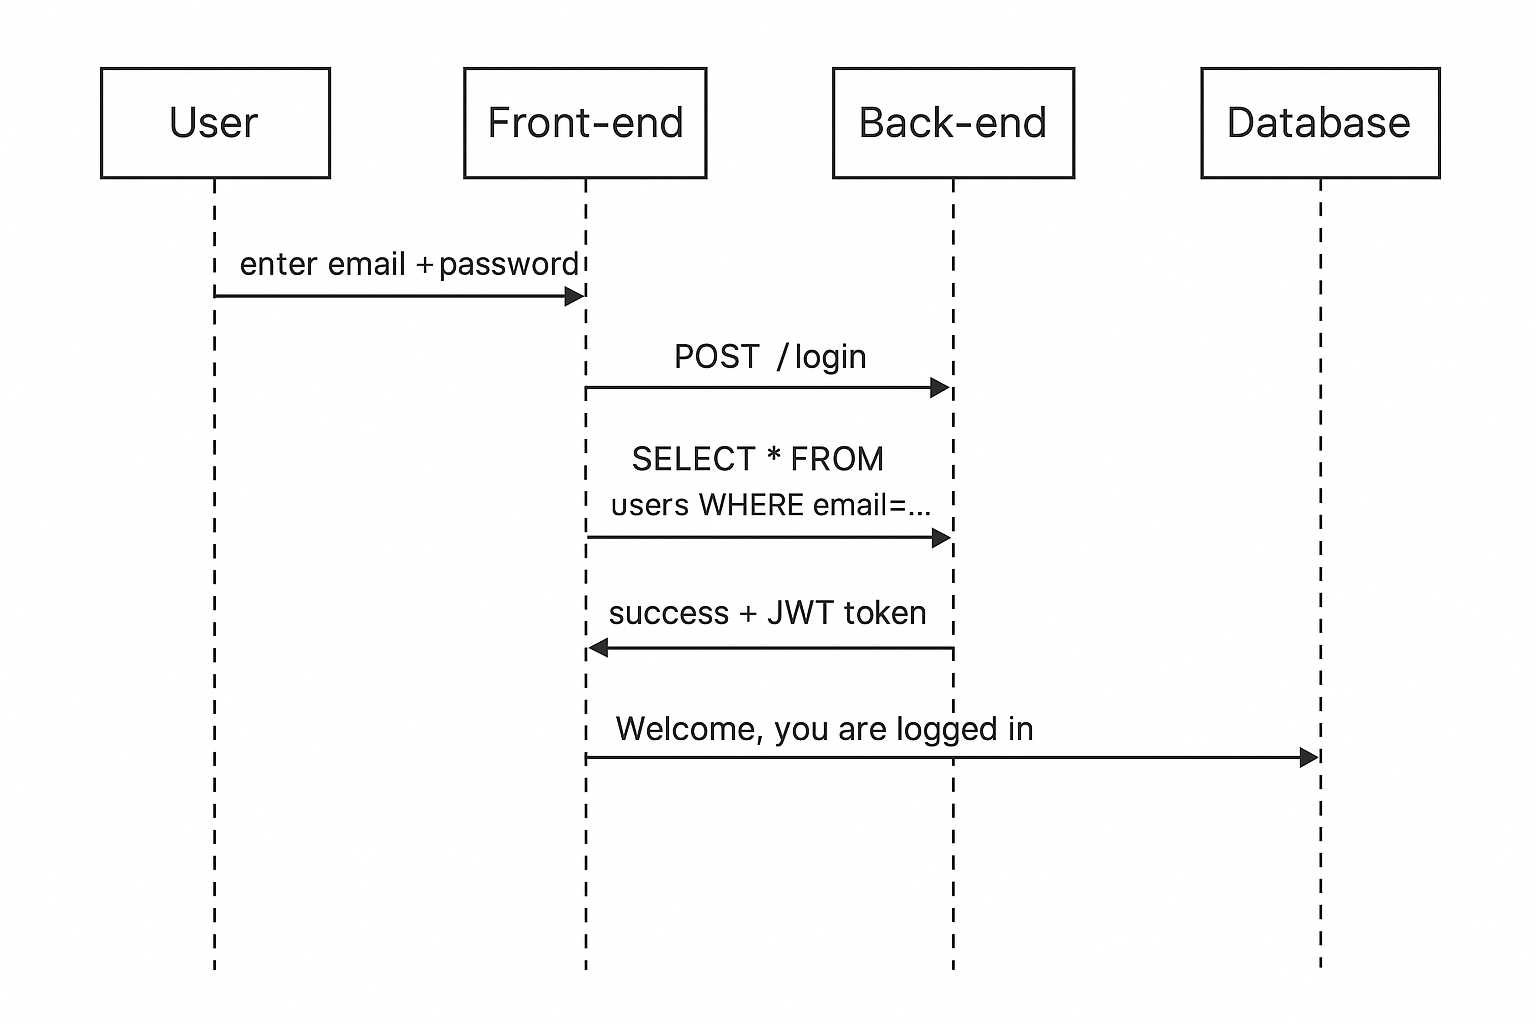 User
Front-end
Back-end
Database
enter email + password
POST /login
SELECT * FROM
users WHERE email=...
success + JWT token
Welcome, you are logged in